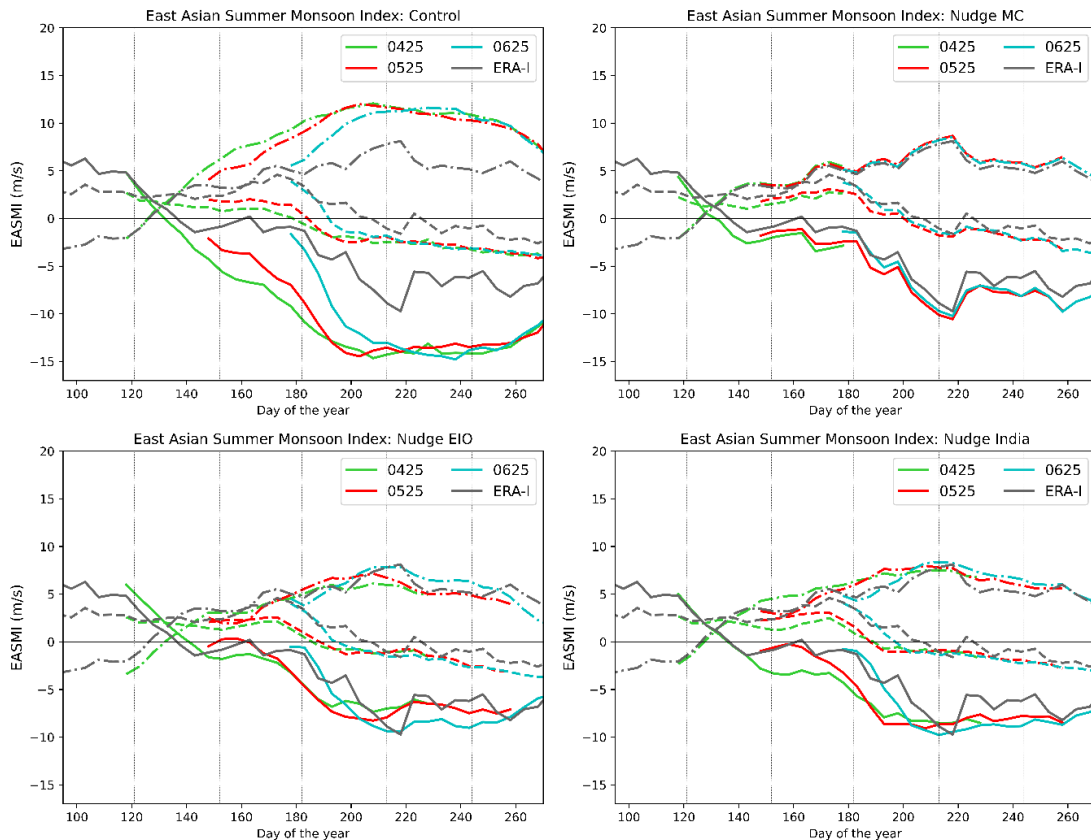 East Asian Summer Monsoon Index: Control
20
15
10
5
0
−5
−10
−15
EASMI (m/s)
0425
0525
0625
ERA-I
100 120 140 160 180 200 220 240 260
Day of the year
East Asian Summer Monsoon Index: Nudge MC
20
15
10
5
0
−5
−10
−15
EASMI (m/s)
0425
0525
0625
ERA-I
100 120 140 160 180 200 220 240 260
Day of the year
East Asian Summer Monsoon Index: Nudge EIO
20
15
10
5
0
−5
−10
−15
EASMI (m/s)
0425
0525
0625
ERA-I
100 120 140 160 180 200 220 240 260
Day of the year
East Asian Summer Monsoon Index: Nudge India
20
15
10
5
0
−5
−10
−15
EASMI (m/s)
0425
0525
0625
ERA-I
100 120 140 160 180 200 220 240 260
Day of the year